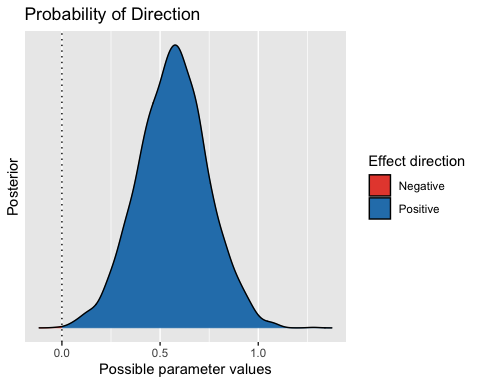 Probability of Direction
Posterior
Effect direction
Negative
Positive
0.0 0.5 1.0
Possible parameter values